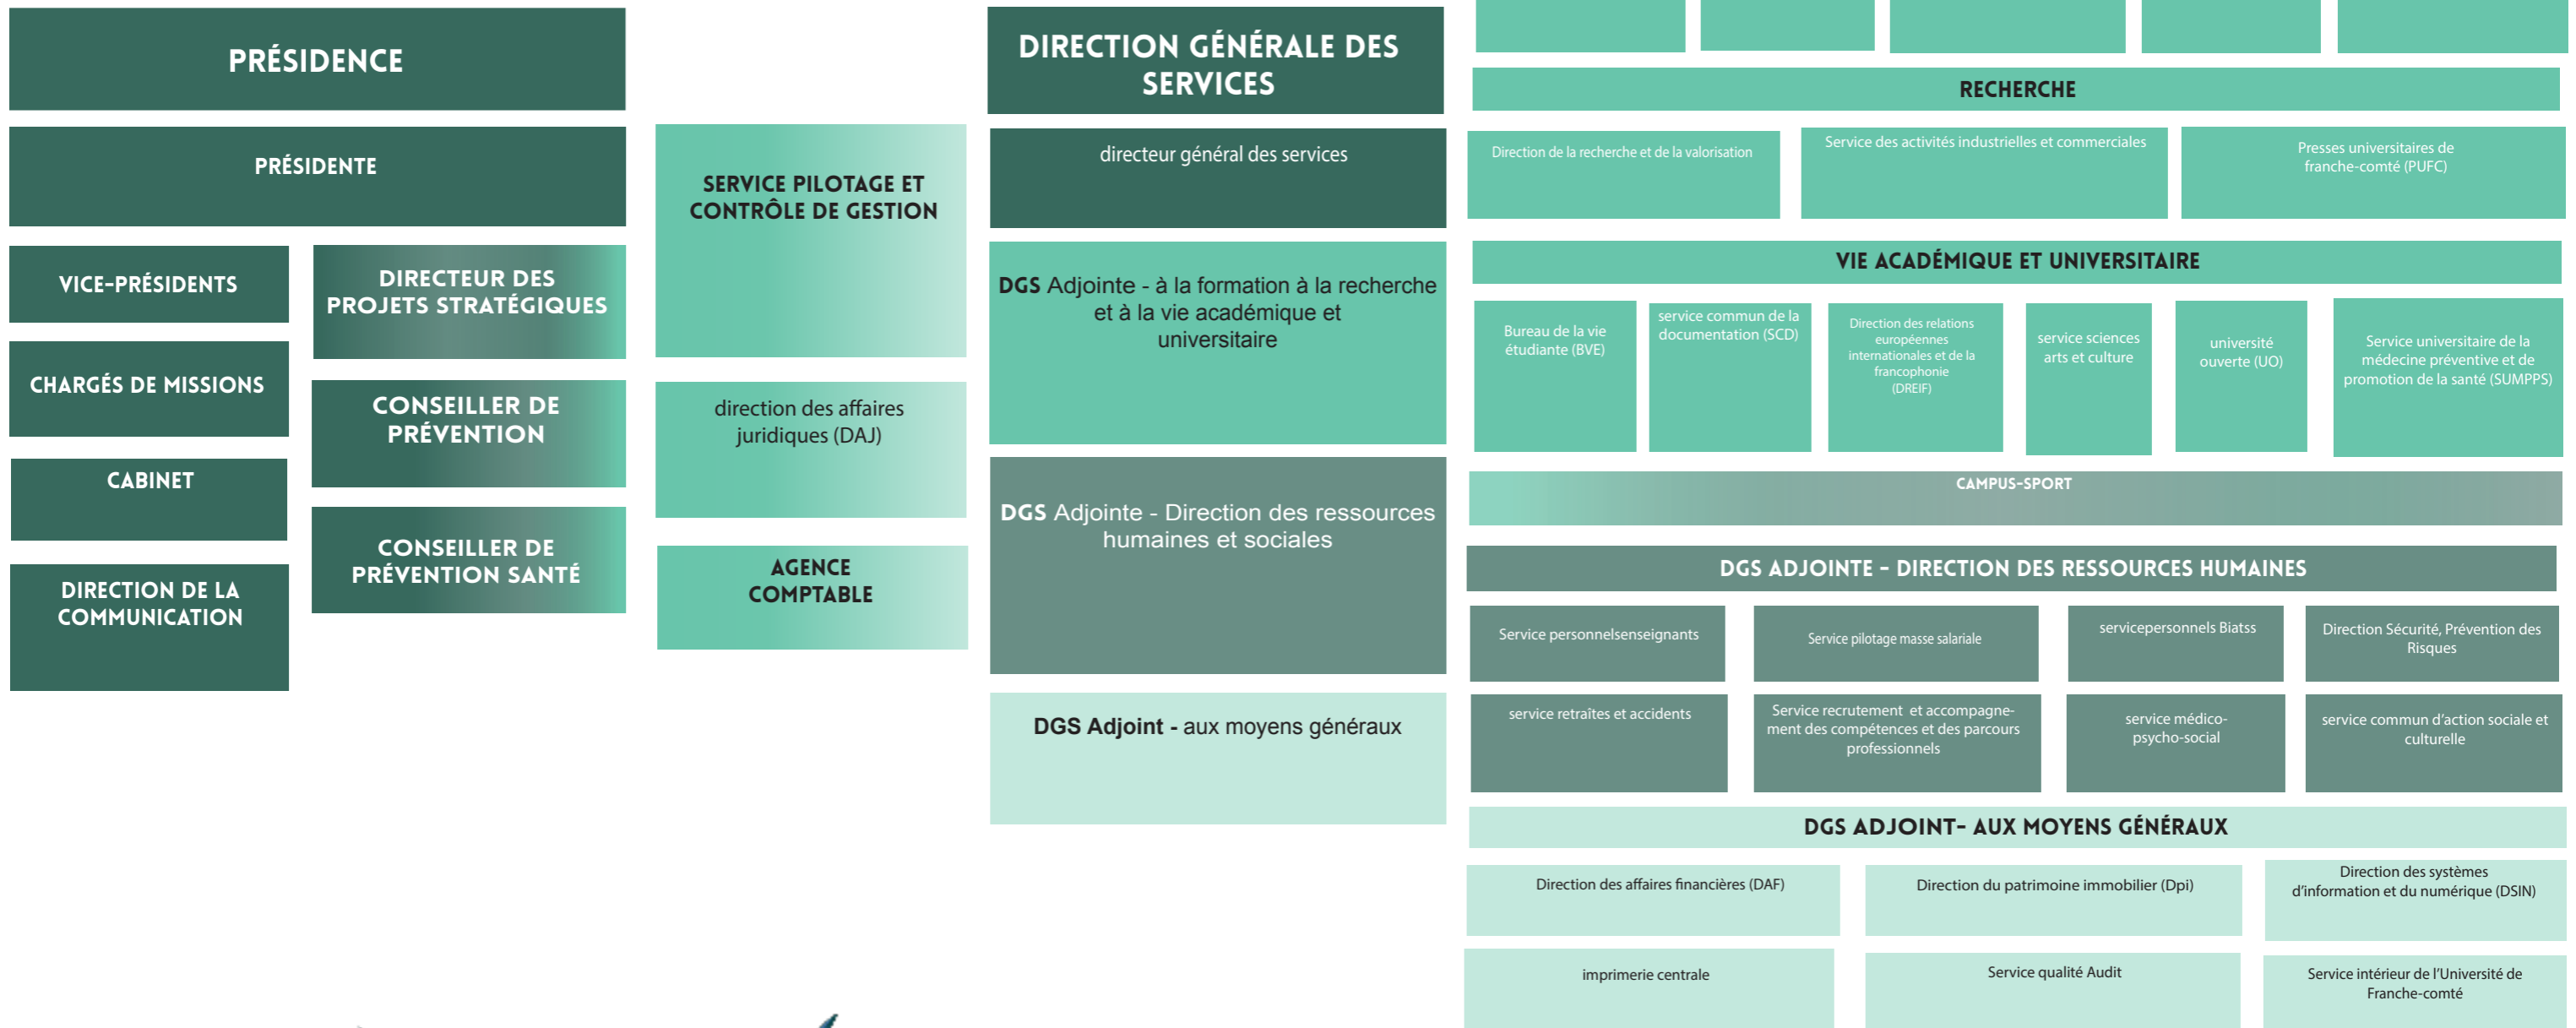 PRÉSIDENCE
PRÉSIDENTE
VICE-PRÉSIDENTS
CHARGÉS DE MISSIONS
CABINET
DIRECTION DE LA
COMMUNICATION
DIRECTEUR DES
PROJETS STRATÉGIQUES
CONSEILLER DE
PRÉVENTION
CONSEILLER DE
PRÉVENTION SANTÉ
SERVICE PILOTAGE ET
CONTRÔLE DE GESTION
direction des affaires
juridiques (DAJ)
AGENCE
COMPTABLE
DIRECTION GÉNÉRALE DES
SERVICES
directeur général des services
DGS Adjointe - à la formation à la recherche
et à la vie académique et
universitaire
DGS Adjointe - Direction des ressources
humaines et sociales
DGS Adjoint - aux moyens généraux
RECHERCHE
Direction de la recherche et de la valorisation
Service des activités industrielles et commerciales
Presses universitaires de
franche-comté (PUFC)
VIE ACADÉMIQUE ET UNIVERSITAIRE
Bureau de la vie
étudiante (BVE)
service commun de la
documentation (SCD)
Direction des relations
européennes
internationales et de la
francophonie
(DREIF)
service sciences
arts et culture
université
ouverte (UO)
Service universitaire de la
médecine préventive et de
promotion de la santé (SUMPPS)
CAMPUS-SPORT
DGS ADJOINTE - DIRECTION DES RESSOURCES HUMAINES
Service personnelsenseignants
Service pilotage masse salariale
servicepersonnels Biatss
Direction Sécurité, Prévention des
Risques
service retraîtes et accidents
Service recrutement et accompagne-
ment des compétences et des parcours
professionnels
service médico-
psycho-social
service commun d'action sociale et
culturelle
DGS ADJOINT- AUX MOYENS GÉNÉRAUX
Direction des affaires financières (DAF)
Direction du patrimoine immobilier (Dpi)
Direction des systèmes
d'information et du numérique (DSIN)
imprimerie centrale
Service qualité Audit
Service intérieur de l'Université de
Franche-comté